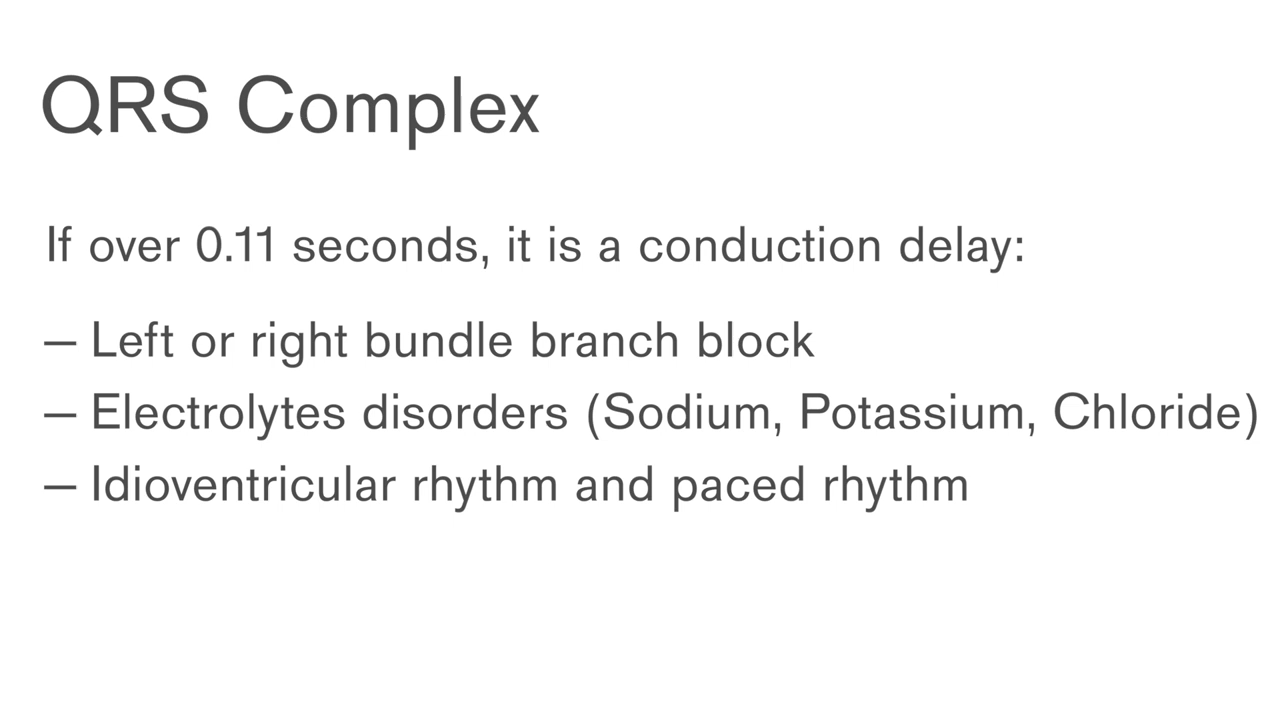 QRS Complex
If over 0.11 seconds, it is a conduction delay:
— Left or right bundle branch block
— Electrolytes disorders (Sodium, Potassium, Chloride)
— Idioventricular rhythm and paced rhythm